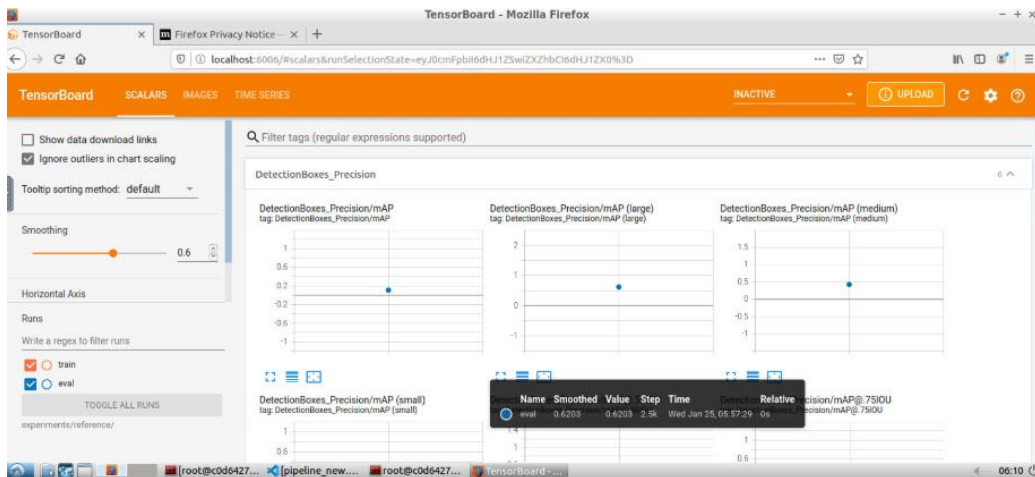 TensorBoard - Mozilla Firefox
TensorBoard
Firefox Privacy Notice —
localhost:6006/#scalars&runSelectionState=eyJ0cmFpbiI6dHJ1ZSwiZXZhbCI6dHJ1ZX0%3D
TensorBoard SCALARS IMAGES TIME SERIES INACTIVE UPLOAD
Show data download links
Ignore outliers in chart scaling
Tooltip sorting method: default
Smoothing
0.6
Horizontal Axis
Runs
Write a regex to filter runs
train
eval
TOGGLE ALL RUNS
experiments/reference/
Filter tags (regular expressions supported)
DetectionBoxes_Precision 6
DetectionBoxes_Precision/mAP
tag: DetectionBoxes_Precision/mAP
1
0.6
0.2
-0.2
-0.6
-1
DetectionBoxes_Precision/mAP (large)
tag: DetectionBoxes_Precision/mAP (large)
2
1
0
-1
DetectionBoxes_Precision/mAP (medium)
tag: DetectionBoxes_Precision/mAP (medium)
1.5
1
0.5
0
-0.5
-1
DetectionBoxes_Precision/mAP (small)
tag: DetectionBoxes_Precision/mAP (small)
1
0.6
Name Smoothed Value Step Time Relative
eval 0.6203 0.6203 2.5k Wed Jan 25, 05:57:29 0s
1.4
1
cision/mAP@.75IOU
Precision/mAP@.75IOU
1
0.6
[root@c0d6427... [pipeline_new.... root@c0d6427... TensorBoard -... 06:10